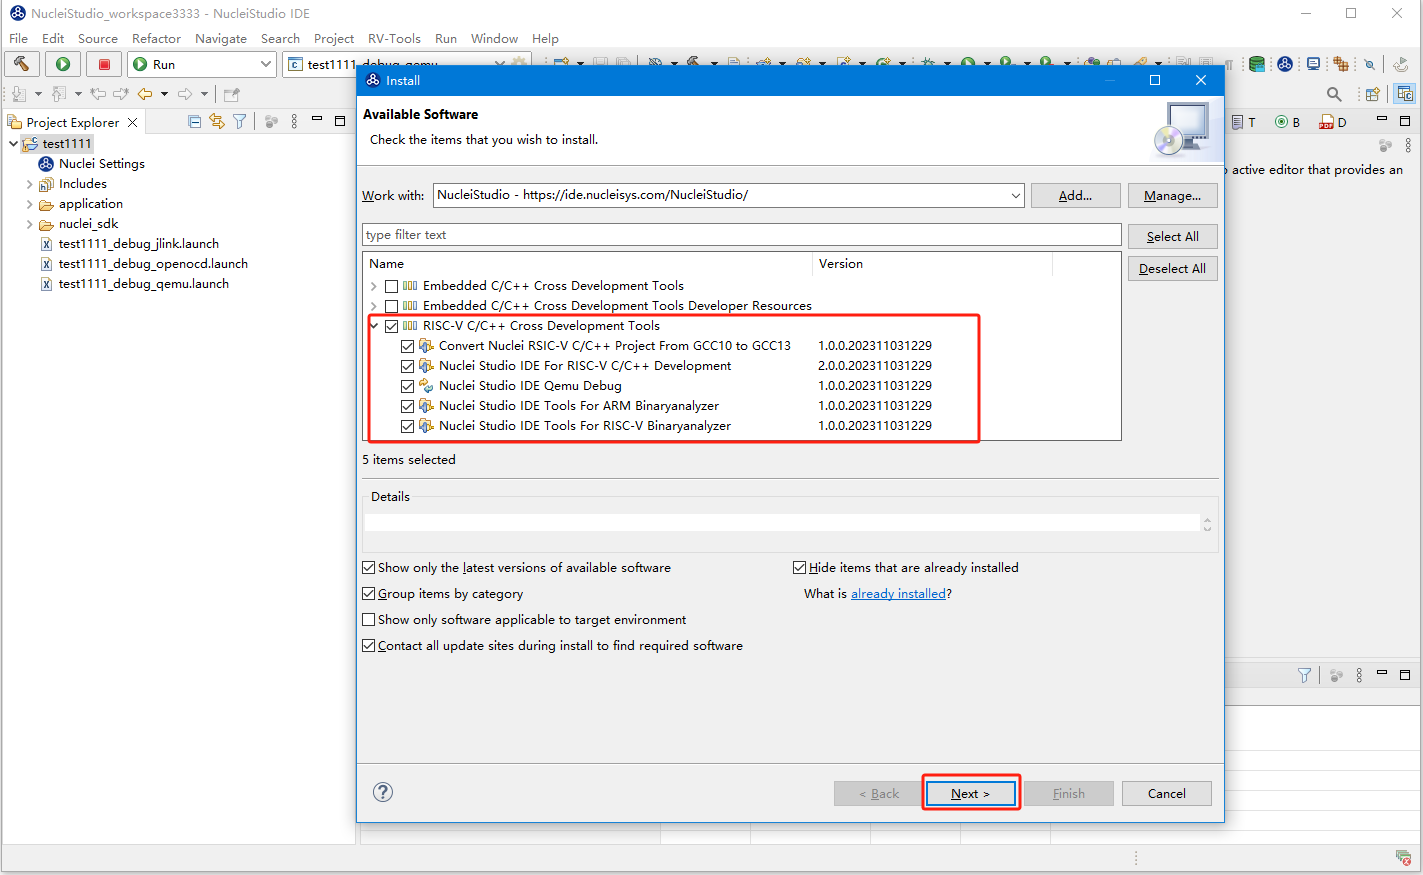 NucleiStudio_workspace3333 - NucleiStudio IDE
File Edit Source Refactor Navigate Search Project RV-Tools Run Window Help
Run
Install
Available Software
Check the items that you wish to install.
Project Explorer
T
B
D
test1111
Nuclei Settings
Includes
application
nuclei_sdk
test1111_debug_jlink.launch
test1111_debug_openocd.launch
test1111_debug_qemu.launch
active editor that provides an
Work with: NucleiStudio - https://ide.nucleisys.com/NucleiStudio/ Add... Manage...
type filter text
Select All
Deselect All
Name Version
Embedded C/C++ Cross Development Tools
Embedded C/C++ Cross Development Tools Developer Resources
RISC-V C/C++ Cross Development Tools
Convert Nuclei RSIC-V C/C++ Project From GCC10 to GCC13 1.0.0.202311031229
Nuclei Studio IDE For RISC-V C/C++ Development 2.0.0.202311031229
Nuclei Studio IDE Qemu Debug 1.0.0.202311031229
Nuclei Studio IDE Tools For ARM Binaryanalyzer 1.0.0.202311031229
Nuclei Studio IDE Tools For RISC-V Binaryanalyzer 1.0.0.202311031229
5 items selected
Details
Show only the latest versions of available software
Hide items that are already installed
Group items by category
What is already installed?
Show only software applicable to target environment
Contact all update sites during install to find required software
< Back Next > Finish Cancel